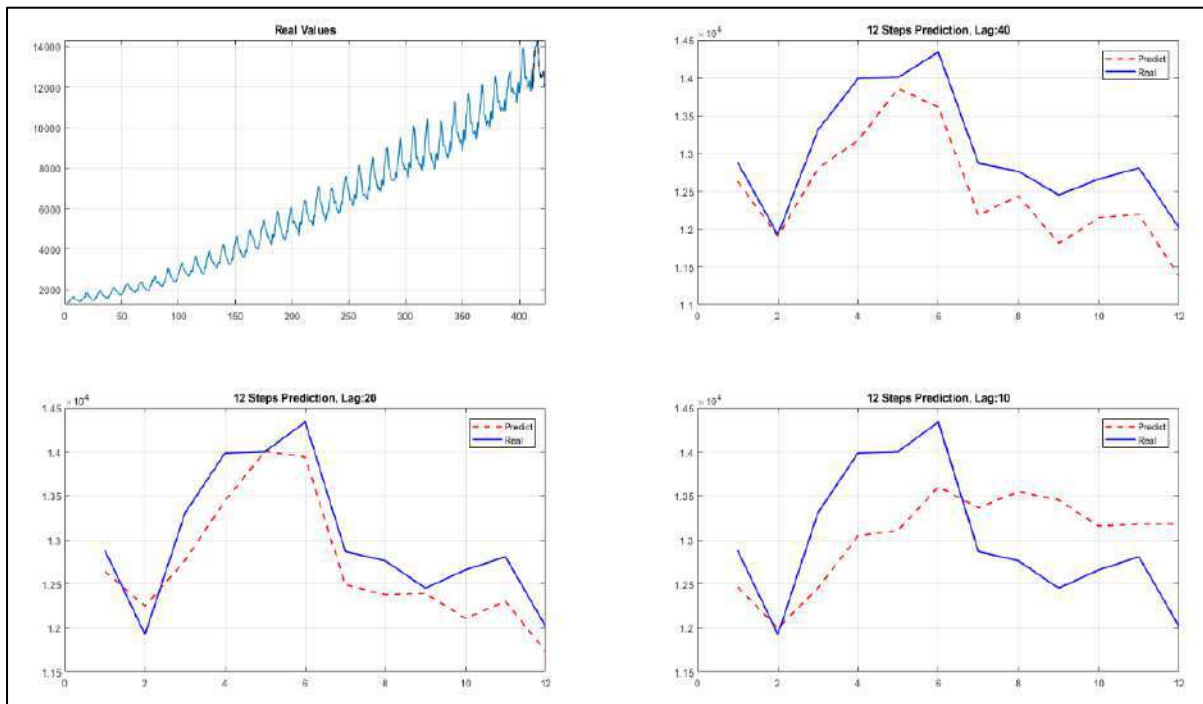 Real Values
14000
12000
10000
8000
6000
4000
2000
0 50 100 150 200 250 300 350 400
12 Steps Prediction, Lag:40
×10⁴
Predict
Real
1.45
1.4
1.35
1.3
1.25
1.2
1.15
1.1
0 2 4 6 8 10 12
12 Steps Prediction, Lag:20
×10⁴
Predict
Real
1.45
1.4
1.35
1.3
1.25
1.2
1.15
0 2 4 6 8 10 12
12 Steps Prediction, Lag:10
×10⁴
Predict
Real
1.45
1.4
1.35
1.3
1.25
1.2
1.15
0 2 4 6 8 10 12